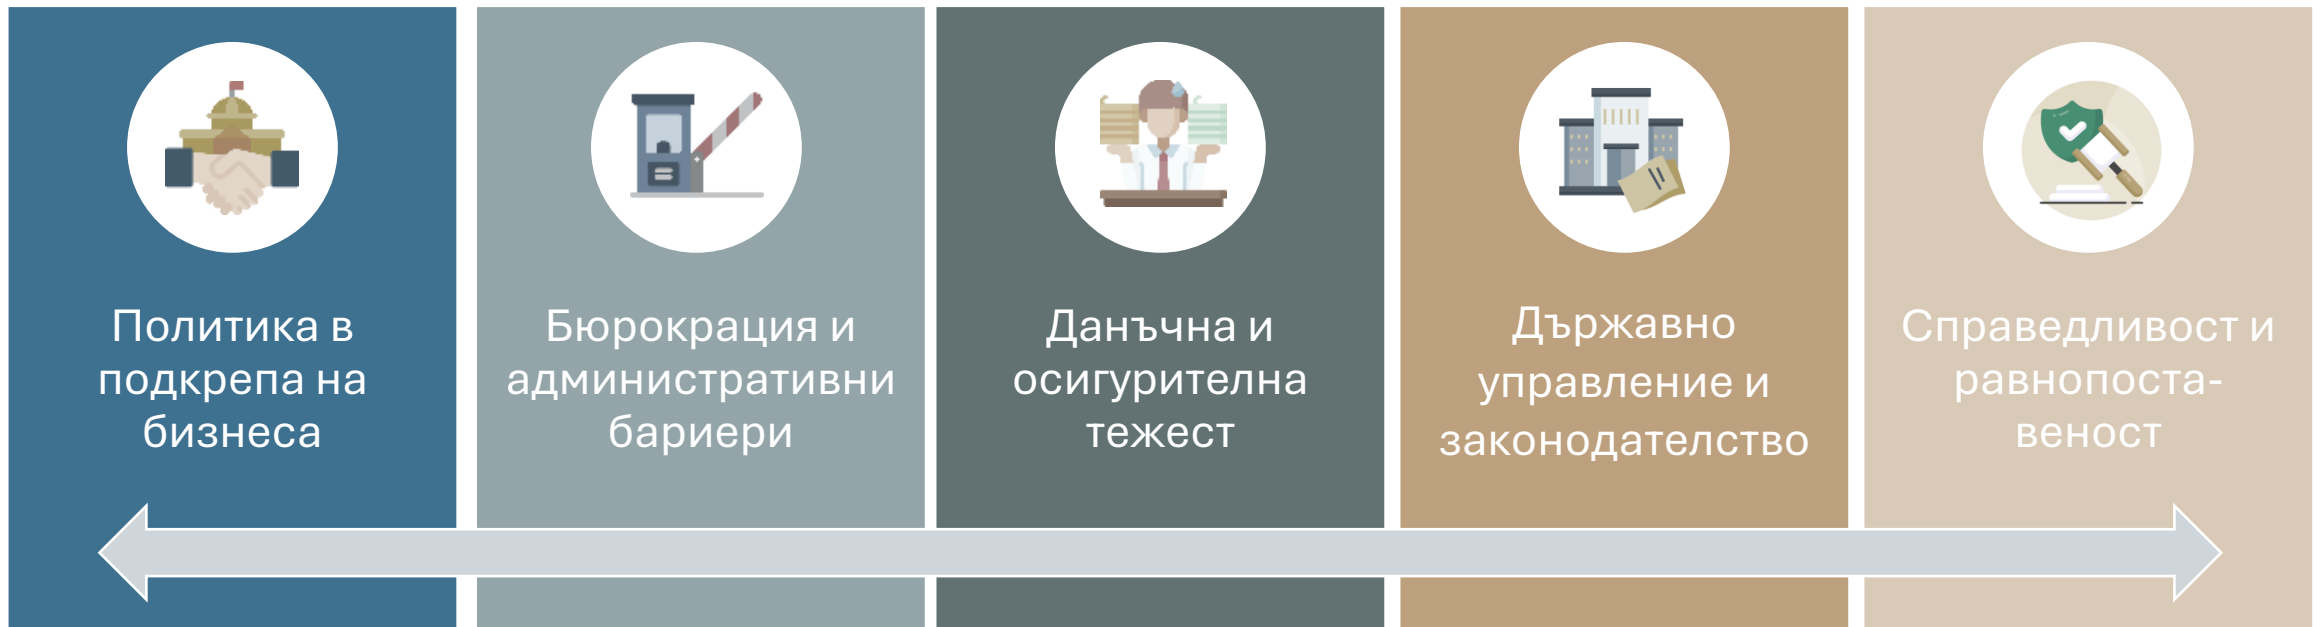 Политика в
подкрепа на
бизнеса
Бюрокрация и
административни
бариери
Данъчна и
осигурителна
тежест
Държавно
управление и
законодателство
Справедливост и
равнопоста-
веност